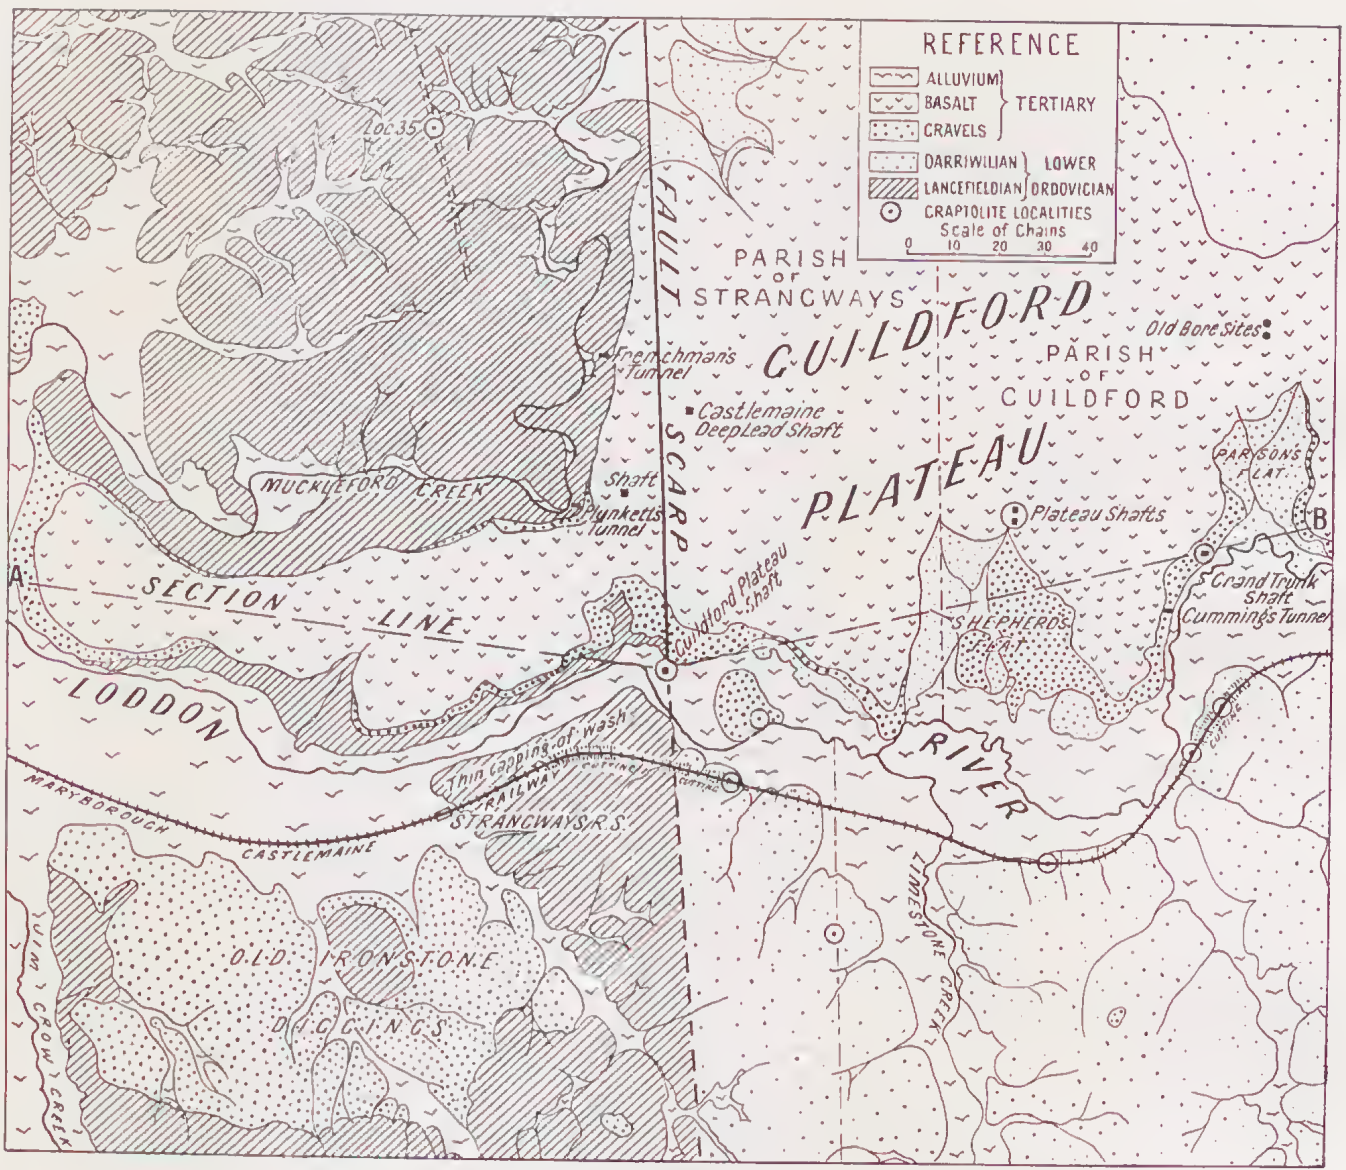 REFERENCE
ALLUVIUM
BASALT
TERTIARY
GRAVELS
DARRIWILIAN
LOWER
LANCEFIELDIAN
ORDOVICIAN
GRAPTOLITE LOCALITIES
Scale of Chains
0 10 20 30 40
Loc 35
FAULT SCARP
PARISH
OF
STRANGWAYS
GUILDFORD
PLATEAU
Old Bore Sites
PARISH
OF
GUILDFORD
Frenchman's
Tunnel
Castlemaine
Deep Lead Shaft
MUCKLEFORD CREEK
Shaft
Plunkett's
Tunnel
PARSONS
FLAT
Plateau Shafts
A
B
SECTION LINE
Guildford Plateau
Shaft
Grand Trunk
Shaft
Cummings Tunnel
SHEPHERDS
FLAT
LODDON
RIVER
Thin capping of wash
RAILWAY
CUTTING
CUTTING
CUTTING
STRANGWAYS R.S.
MARYBOROUGH
CASTLEMAINE
LIMESTONE CREEK
OLD IRONSTONE
DIGGINGS
JIM CROW CREEK